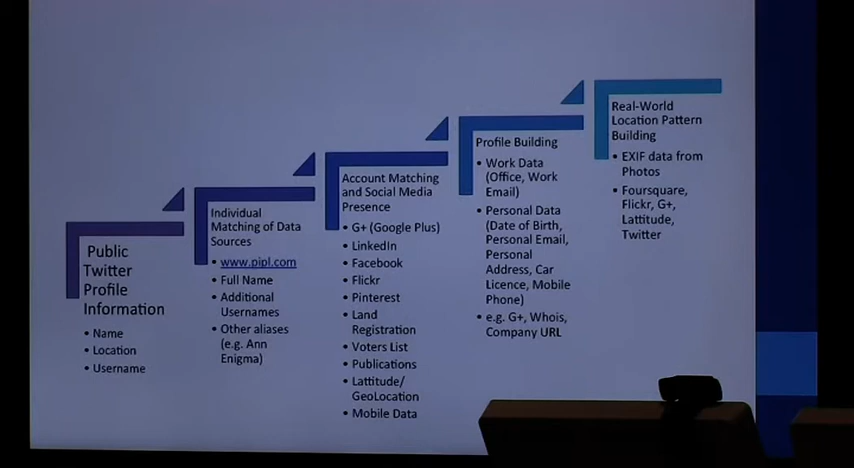 Public
Twitter
Profile
Information
• Name
• Location
• Username
Individual
Matching of Data
Sources
• www.pipl.com
• Full Name
• Additional
Usernames
• Other aliases
(e.g. Ann
Enigma)
Account Matching
and Social Media
Presence
• G+ (Google Plus)
• LinkedIn
• Facebook
• Flickr
• Pinterest
• Land
Registration
• Voters List
• Publications
• Lattitude/
GeoLocation
• Mobile Data
Profile Building
• Work Data
(Office, Work
Email)
• Personal Data
(Date of Birth,
Personal Email,
Personal
Address, Car
Licence, Mobile
Phone)
• e.g. G+, Whois,
Company URL
Real-World
Location Pattern
Building
• EXIF data from
Photos
• Foursquare,
Flickr, G+,
Lattitude,
Twitter